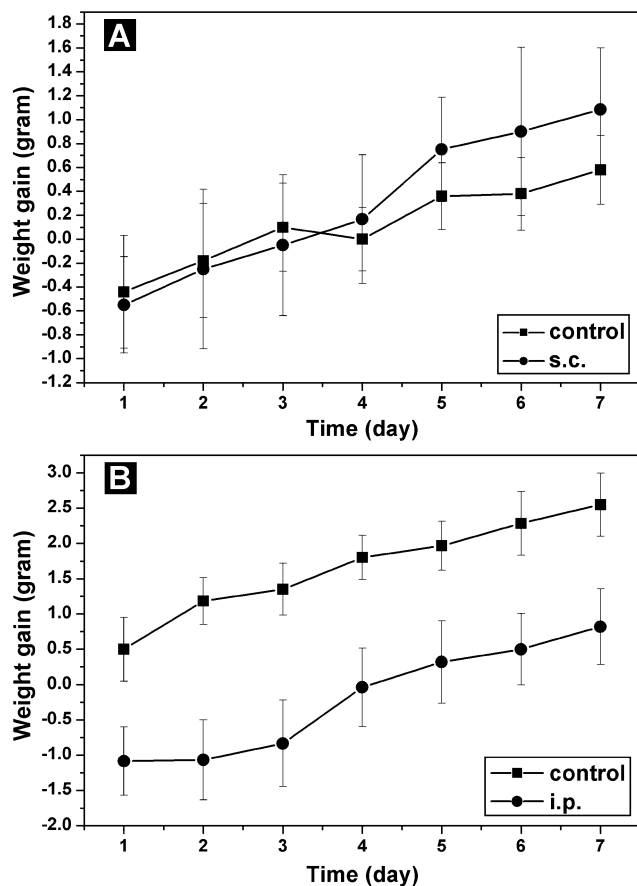 A
Weight gain (gram)
1.8
1.6
1.4
1.2
1.0
0.8
0.6
0.4
0.2
0.0
-0.2
-0.4
-0.6
-0.8
-1.0
-1.2
control
s.c.
1 2 3 4 5 6 7
Time (day)
B
Weight gain (gram)
3.0
2.5
2.0
1.5
1.0
0.5
0.0
-0.5
-1.0
-1.5
-2.0
control
i.p.
1 2 3 4 5 6 7
Time (day)